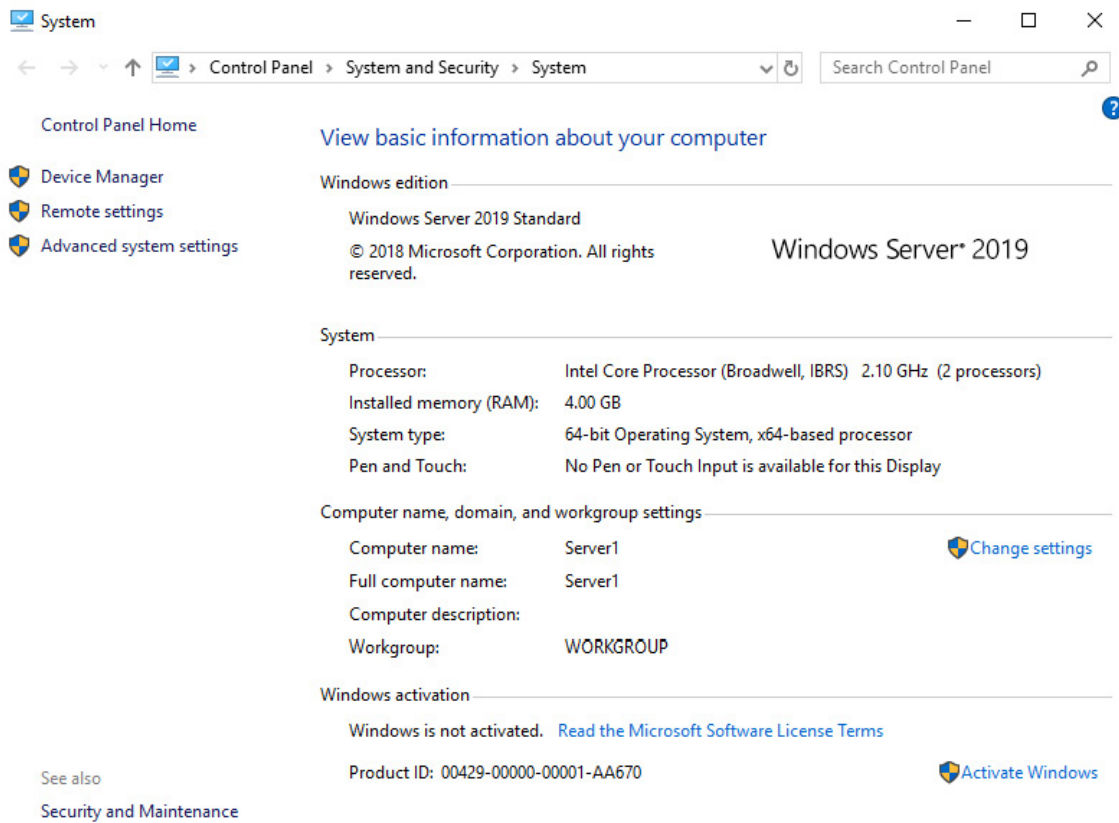 System
Control Panel > System and Security > System
Search Control Panel
?
Control Panel Home
Device Manager
Remote settings
Advanced system settings
View basic information about your computer
Windows edition
Windows Server 2019 Standard
© 2018 Microsoft Corporation. All rights
reserved.
Windows Server® 2019
System
Processor: Intel Core Processor (Broadwell, IBRS) 2.10 GHz (2 processors)
Installed memory (RAM): 4.00 GB
System type: 64-bit Operating System, x64-based processor
Pen and Touch: No Pen or Touch Input is available for this Display
Computer name, domain, and workgroup settings
Computer name: Server1
Change settings
Full computer name: Server1
Computer description:
Workgroup: WORKGROUP
Windows activation
Windows is not activated. Read the Microsoft Software License Terms
Product ID: 00429-00000-00001-AA670
Activate Windows
See also
Security and Maintenance